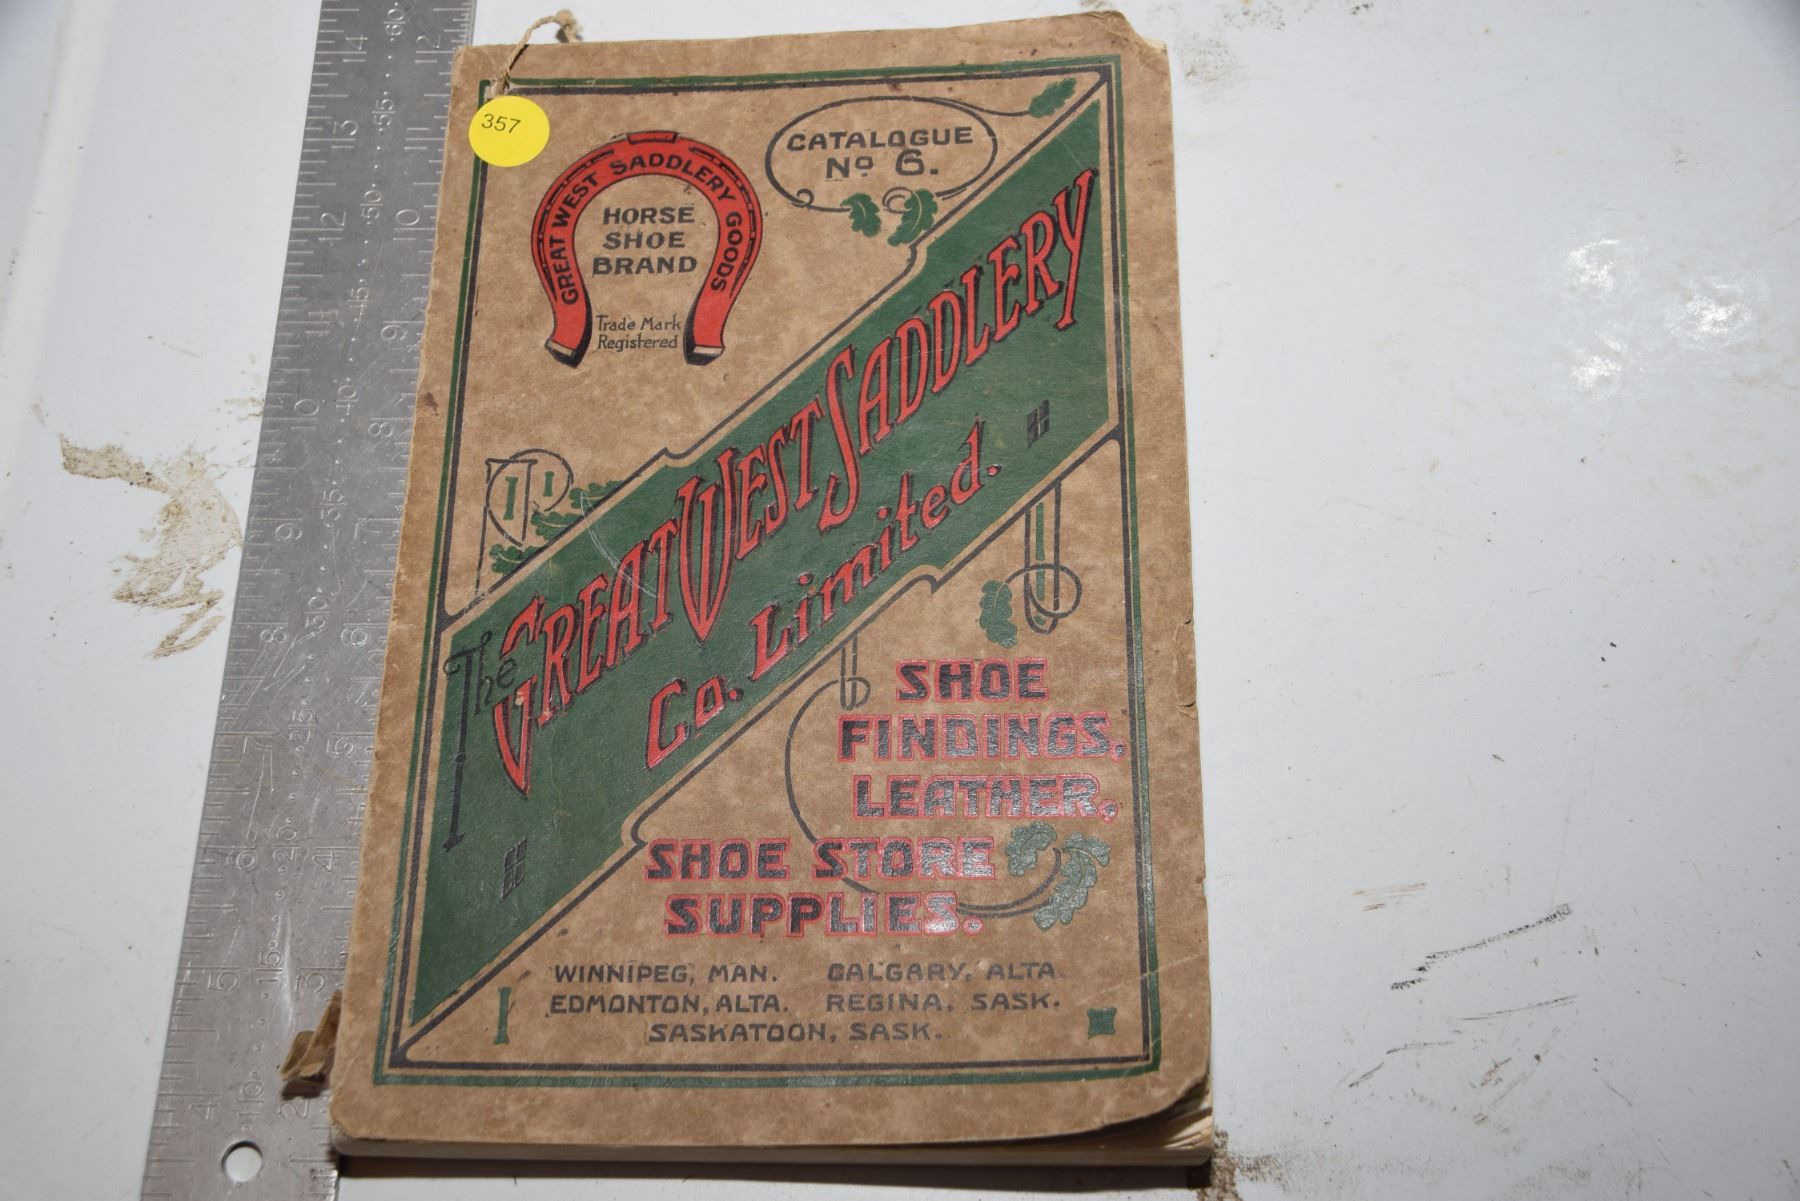 357
GREAT WEST SADDLERY GOODS
HORSE
SHOE
BRAND
Trade Mark
Registered
CATALOGUE
No 6.
The GREAT WEST SADDLERY
Co. Limited.
SHOE
FINDINGS,
LEATHER,
SHOE STORE
SUPPLIES.
WINNIPEG, MAN. CALGARY, ALTA.
EDMONTON, ALTA. REGINA, SASK.
SASKATOON, SASK.